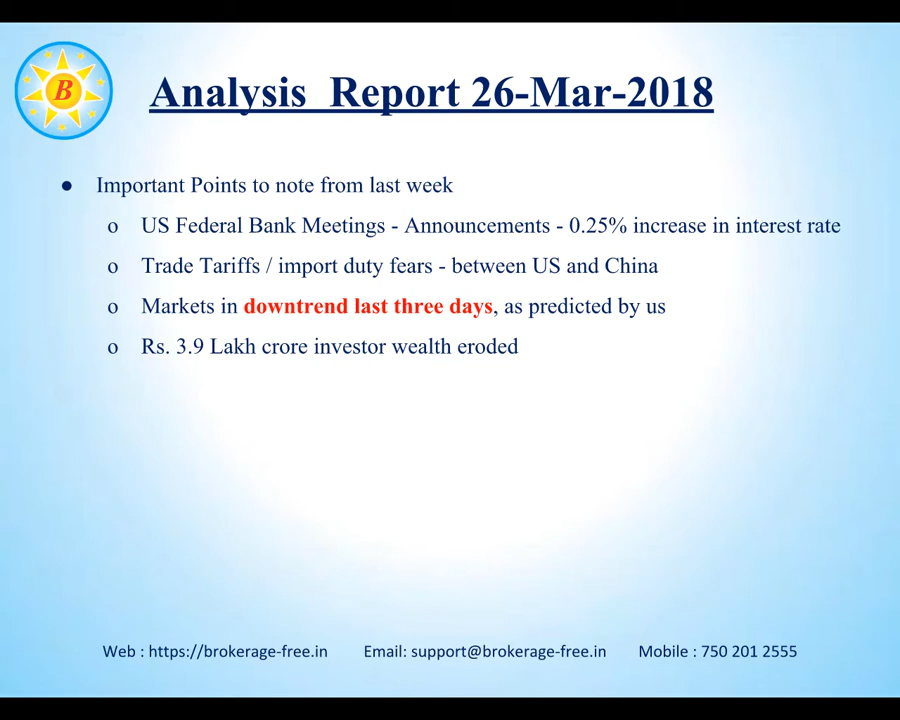 B
Analysis Report 26-Mar-2018
● Important Points to note from last week
o US Federal Bank Meetings - Announcements - 0.25% increase in interest rate
o Trade Tariffs / import duty fears - between US and China
o Markets in downtrend last three days, as predicted by us
o Rs. 3.9 Lakh crore investor wealth eroded
Web : https://brokerage-free.in Email: support@brokerage-free.in Mobile : 750 201 2555